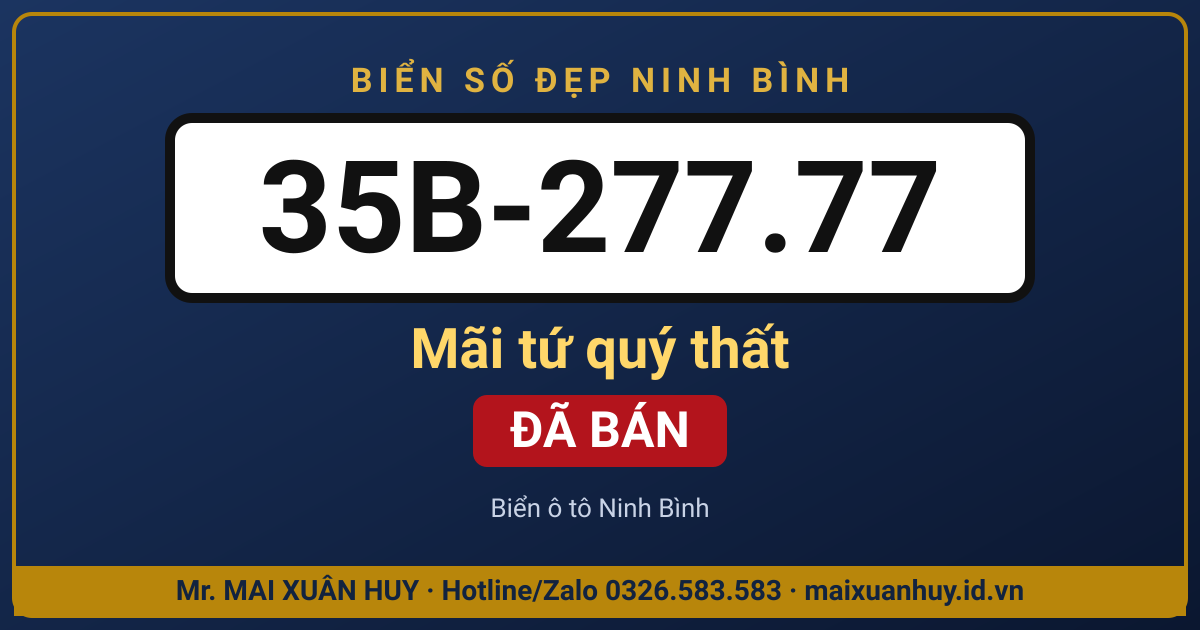 BIỂN SỐ ĐẸP NINH BÌNH
35B-277.77
Mãi tứ quý thất
ĐÃ BÁN
Biển ô tô Ninh Bình
Mr. MAI XUÂN HUY · Hotline/Zalo 0326.583.583 · maixuanhuy.id.vn